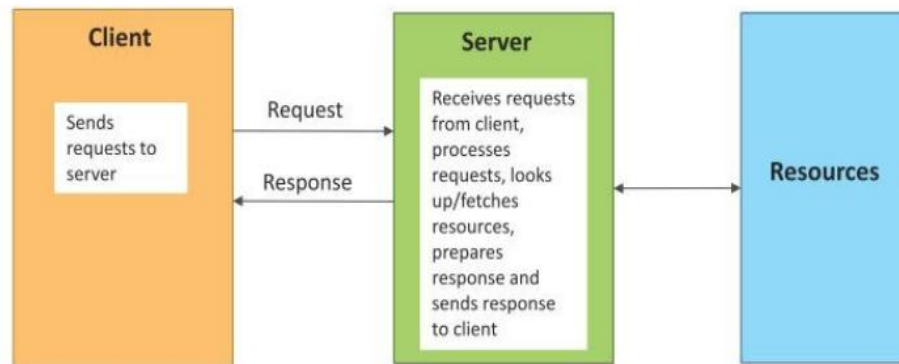 Client
Sends
requests to
server
Request
Response
Server
Receives requests
from client,
processes
requests, looks
up/fetches
resources,
prepares
response and
sends response
to client
Resources